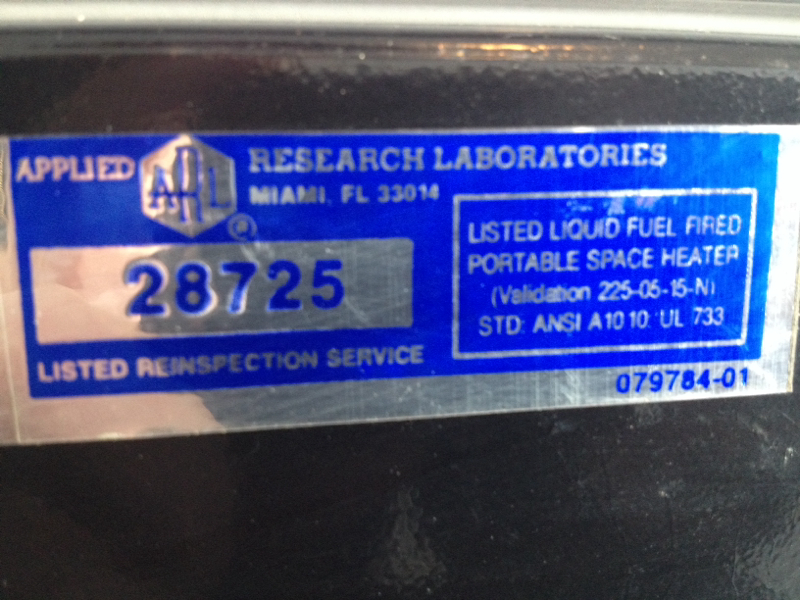 APPLIED ARL RESEARCH LABORATORIES
MIAMI, FL 33014
®
28725
LISTED REINSPECTION SERVICE
LISTED LIQUID FUEL FIRED
PORTABLE SPACE HEATER
(Validation 225-05-15-N)
STD: ANSI A10.10: UL 733
079784-01